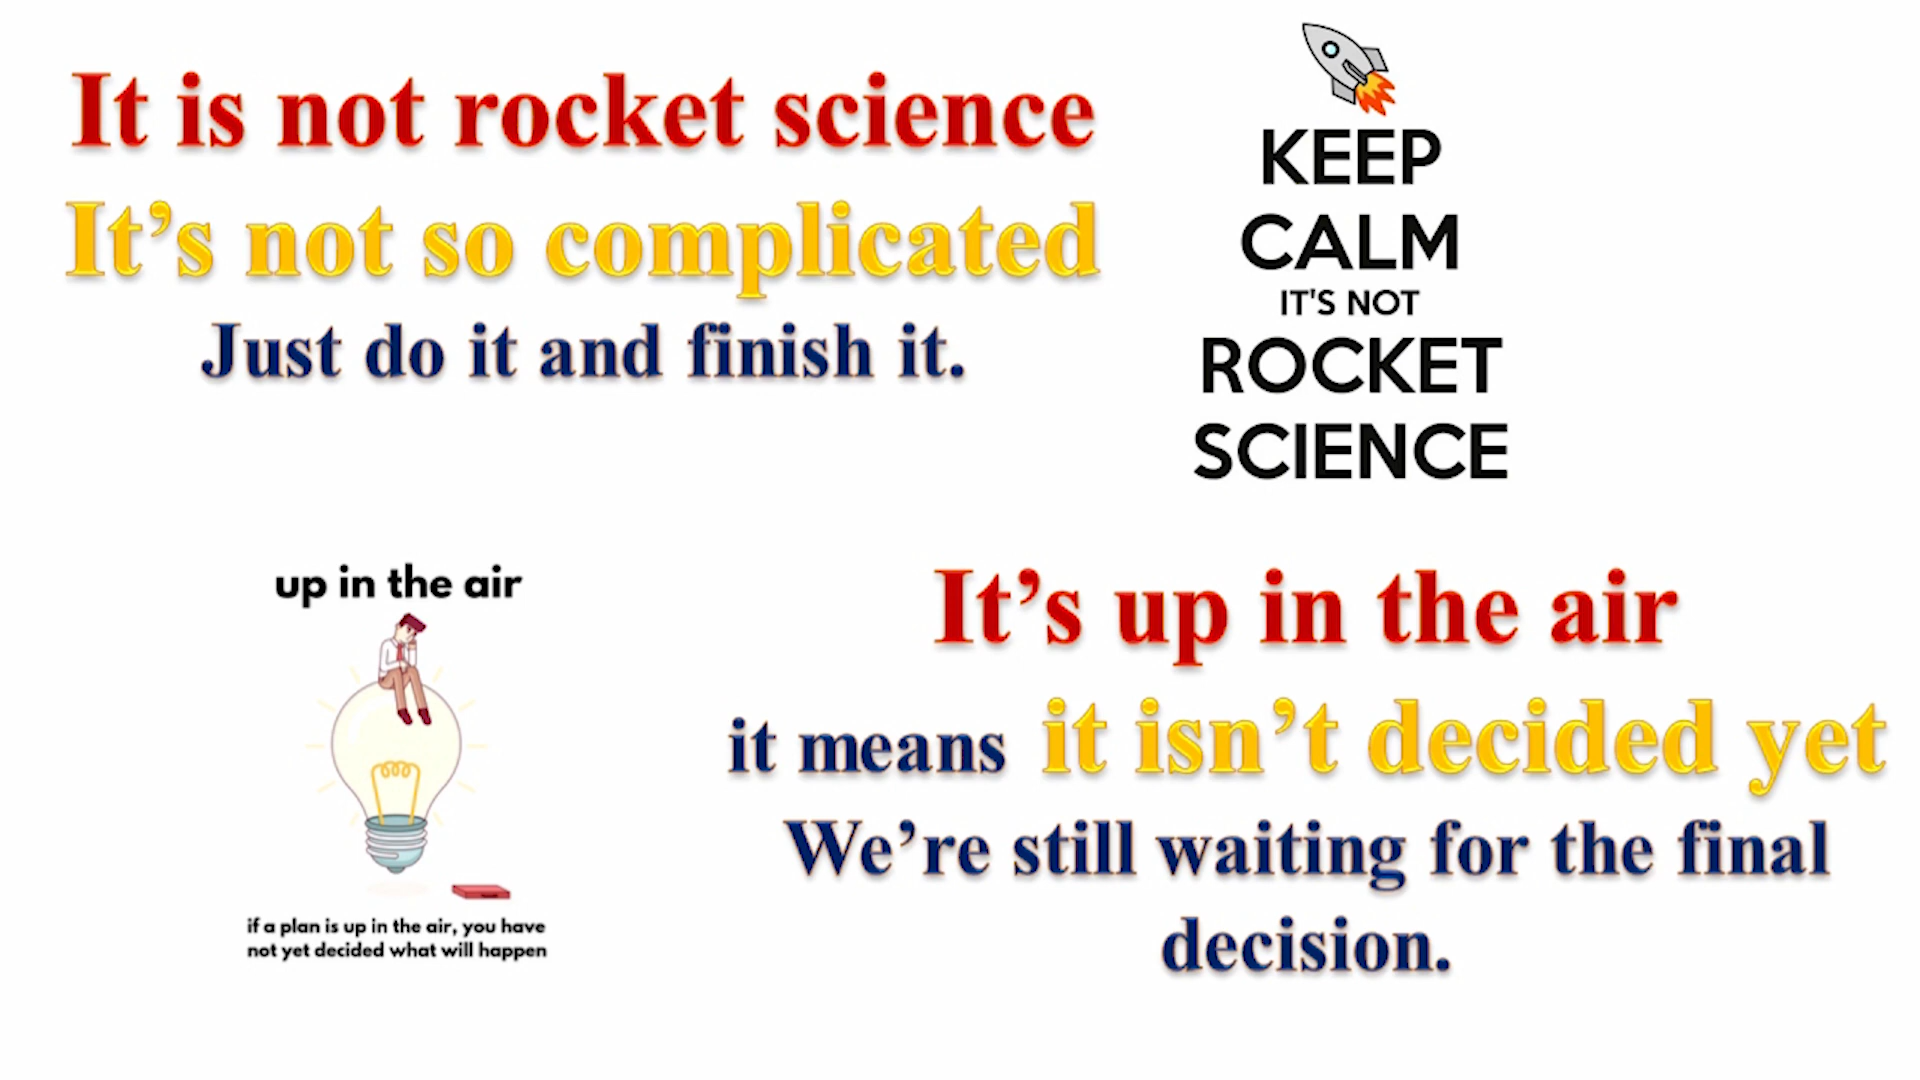 It is not rocket science
It’s not so complicated
Just do it and finish it.
KEEP
CALM
IT'S NOT
ROCKET
SCIENCE
up in the air
if a plan is up in the air, you have
not yet decided what will happen
It’s up in the air
it means it isn’t decided yet
We’re still waiting for the final
decision.